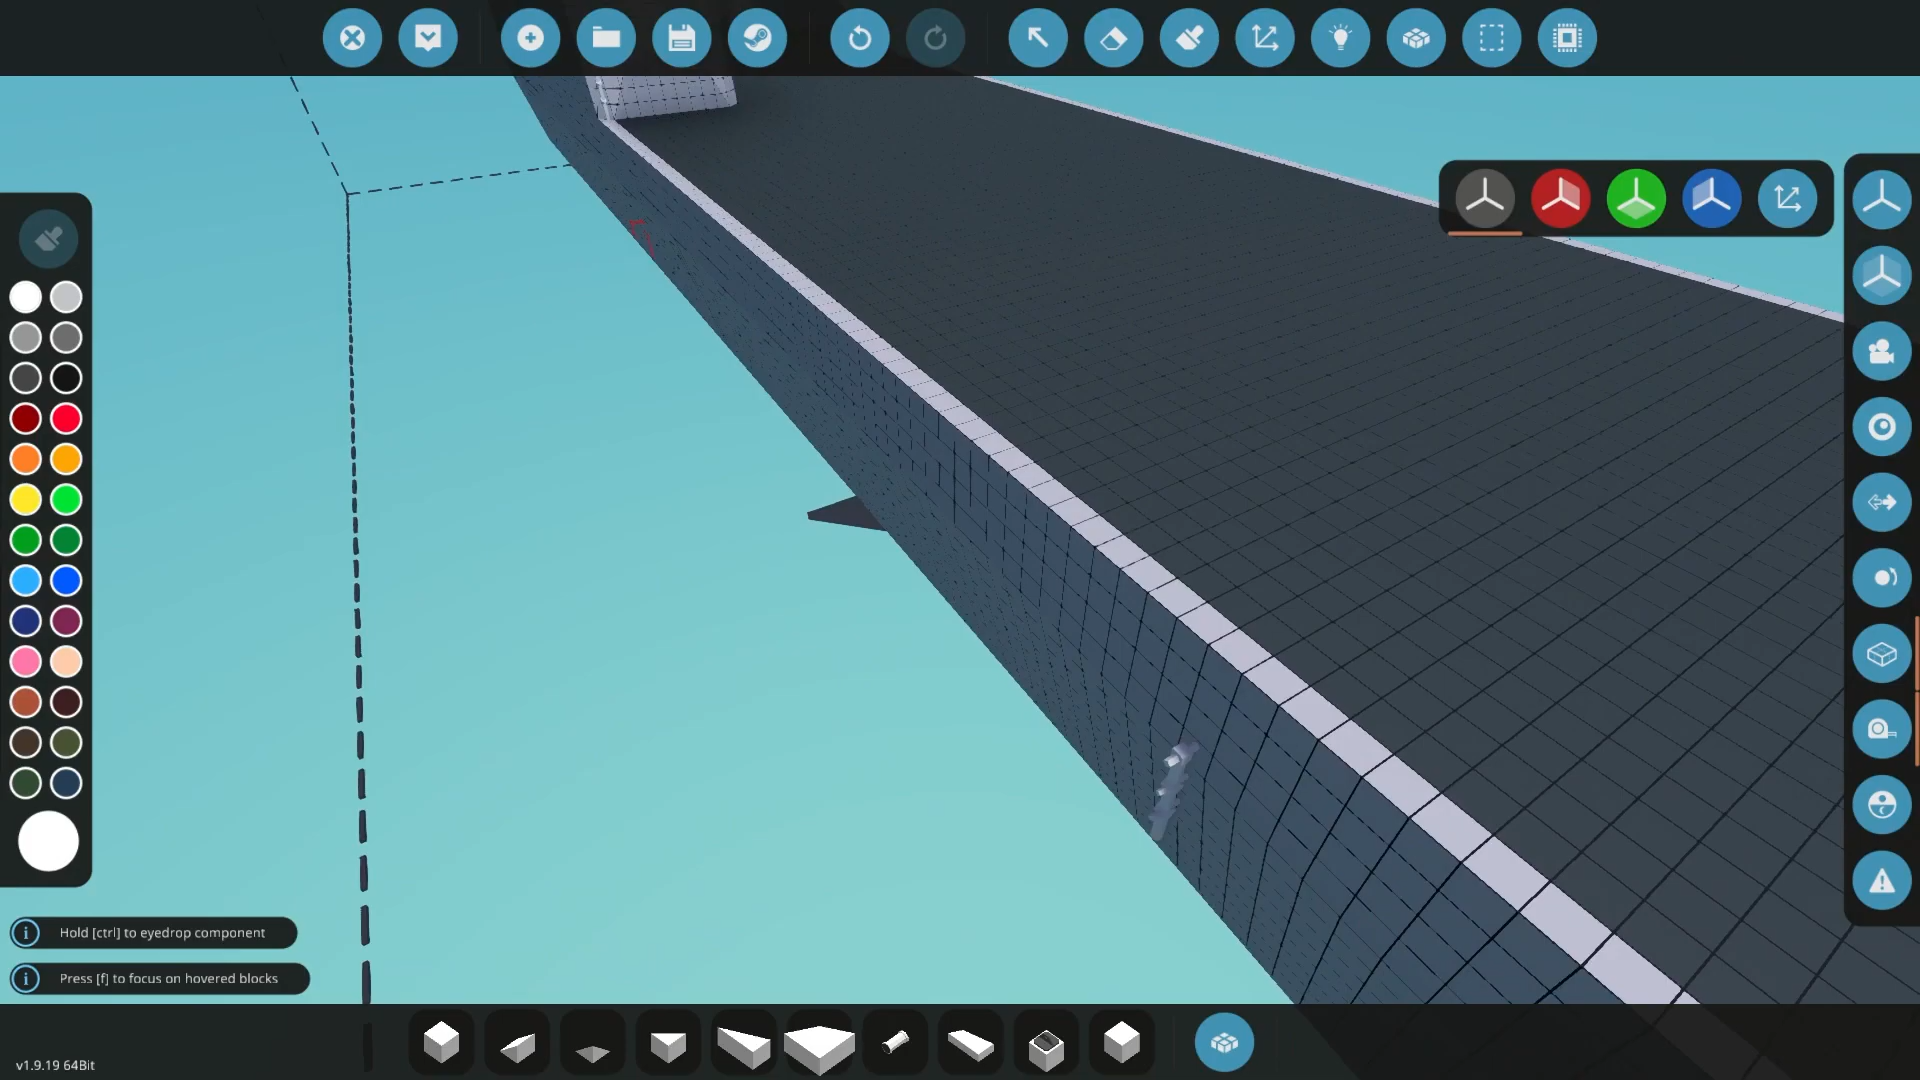 Hold [ctrl] to eyedrop component
Press [f] to focus on hovered blocks
v1.9.19 64Bit